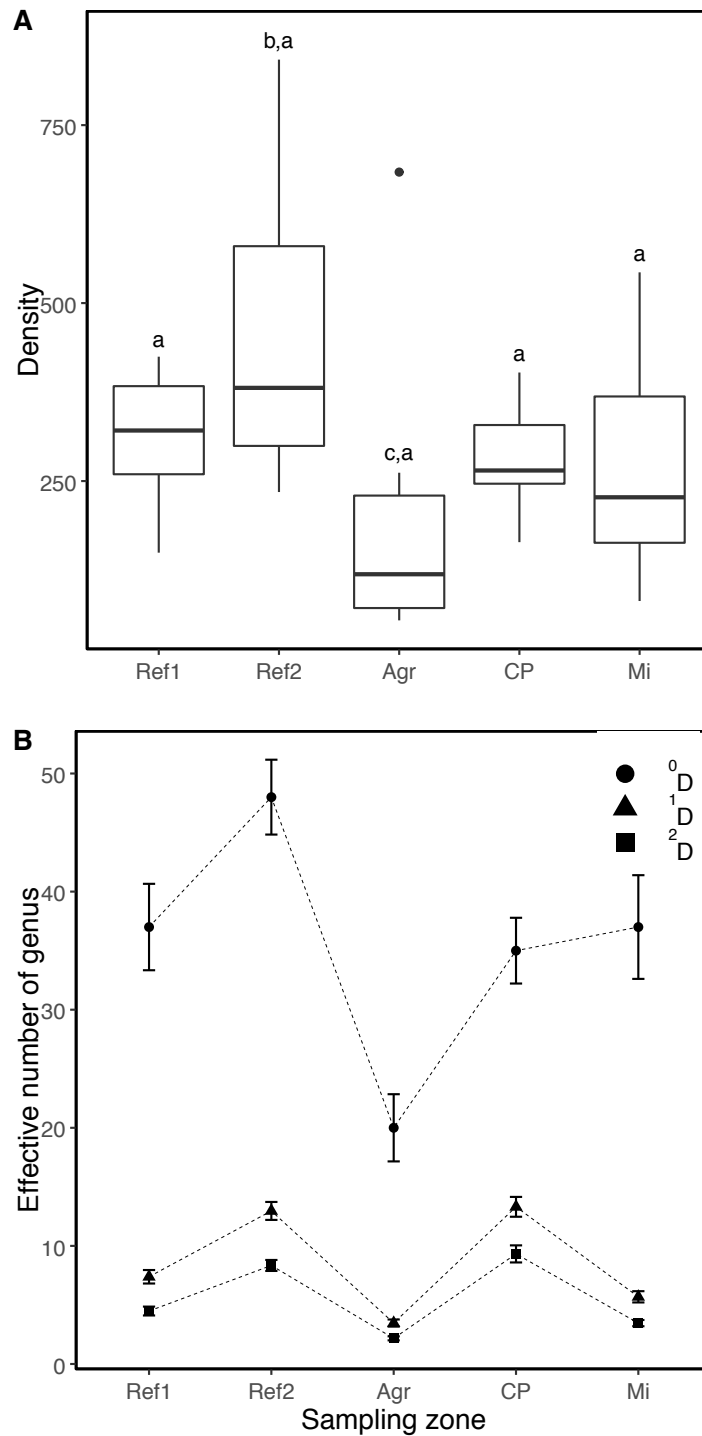 A
Density
750
500
250
a
b,a
c,a
a
a
Ref1 Ref2 Agr CP Mi
B
Effective number of genus
50
40
30
20
10
0
⁰D
¹D
²D
Ref1 Ref2 Agr CP Mi
Sampling zone